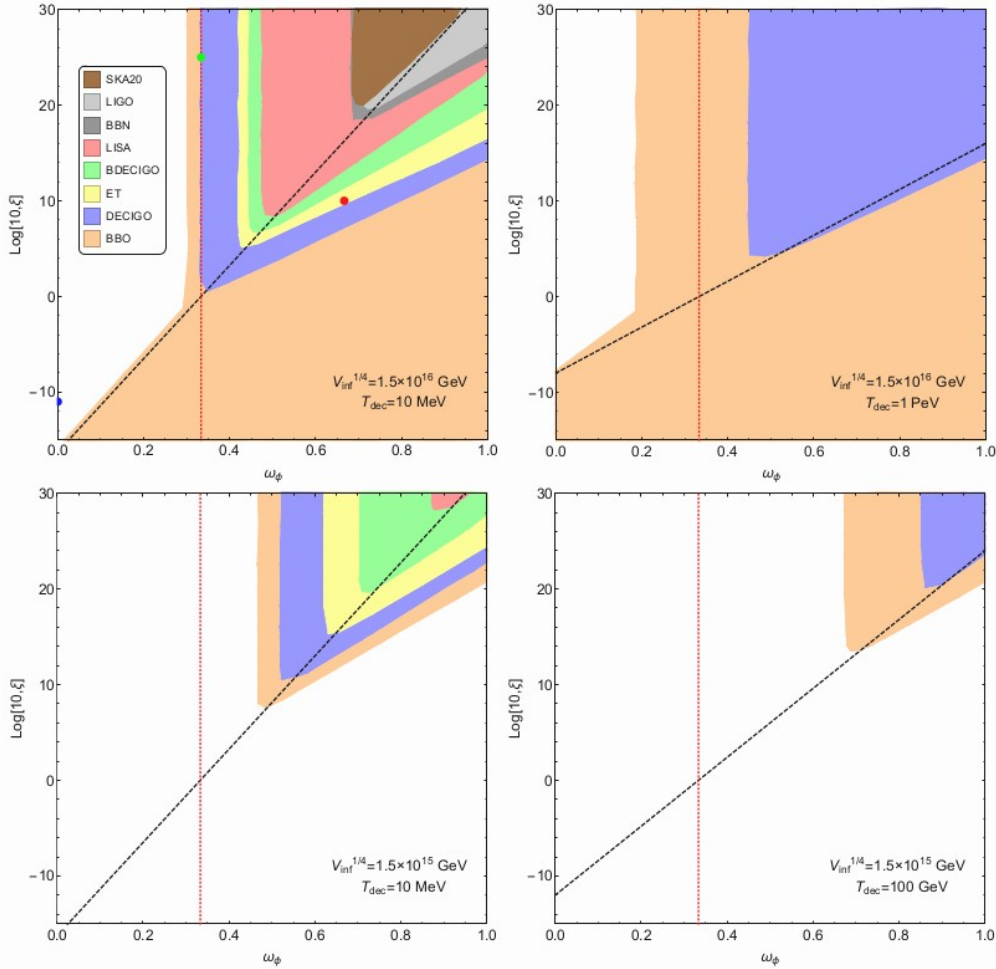 30
20
10
0
−10
0.0 0.2 0.4 0.6 0.8 1.0
Log[10,ξ]
ω_ϕ
SKA20
LIGO
BBN
LISA
BDECIGO
ET
DECIGO
BBO
V_inf^1/4=1.5×10^16 GeV
T_dec=10 MeV
30
20
10
0
−10
0.0 0.2 0.4 0.6 0.8 1.0
Log[10,ξ]
ω_ϕ
V_inf^1/4=1.5×10^16 GeV
T_dec=1 PeV
30
20
10
0
−10
0.0 0.2 0.4 0.6 0.8 1.0
Log[10,ξ]
ω_ϕ
V_inf^1/4=1.5×10^15 GeV
T_dec=10 MeV
30
20
10
0
−10
0.0 0.2 0.4 0.6 0.8 1.0
Log[10,ξ]
ω_ϕ
V_inf^1/4=1.5×10^15 GeV
T_dec=100 GeV